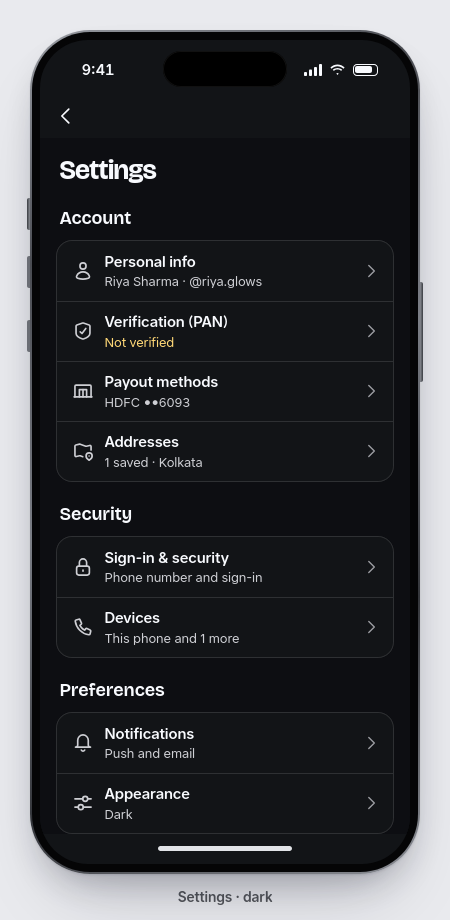 9:41
Settings
Account
Personal info
Riya Sharma · @riya.glows
Verification (PAN)
Not verified
Payout methods
HDFC ••6093
Addresses
1 saved · Kolkata
Security
Sign-in & security
Phone number and sign-in
Devices
This phone and 1 more
Preferences
Notifications
Push and email
Appearance
Dark
Settings · dark